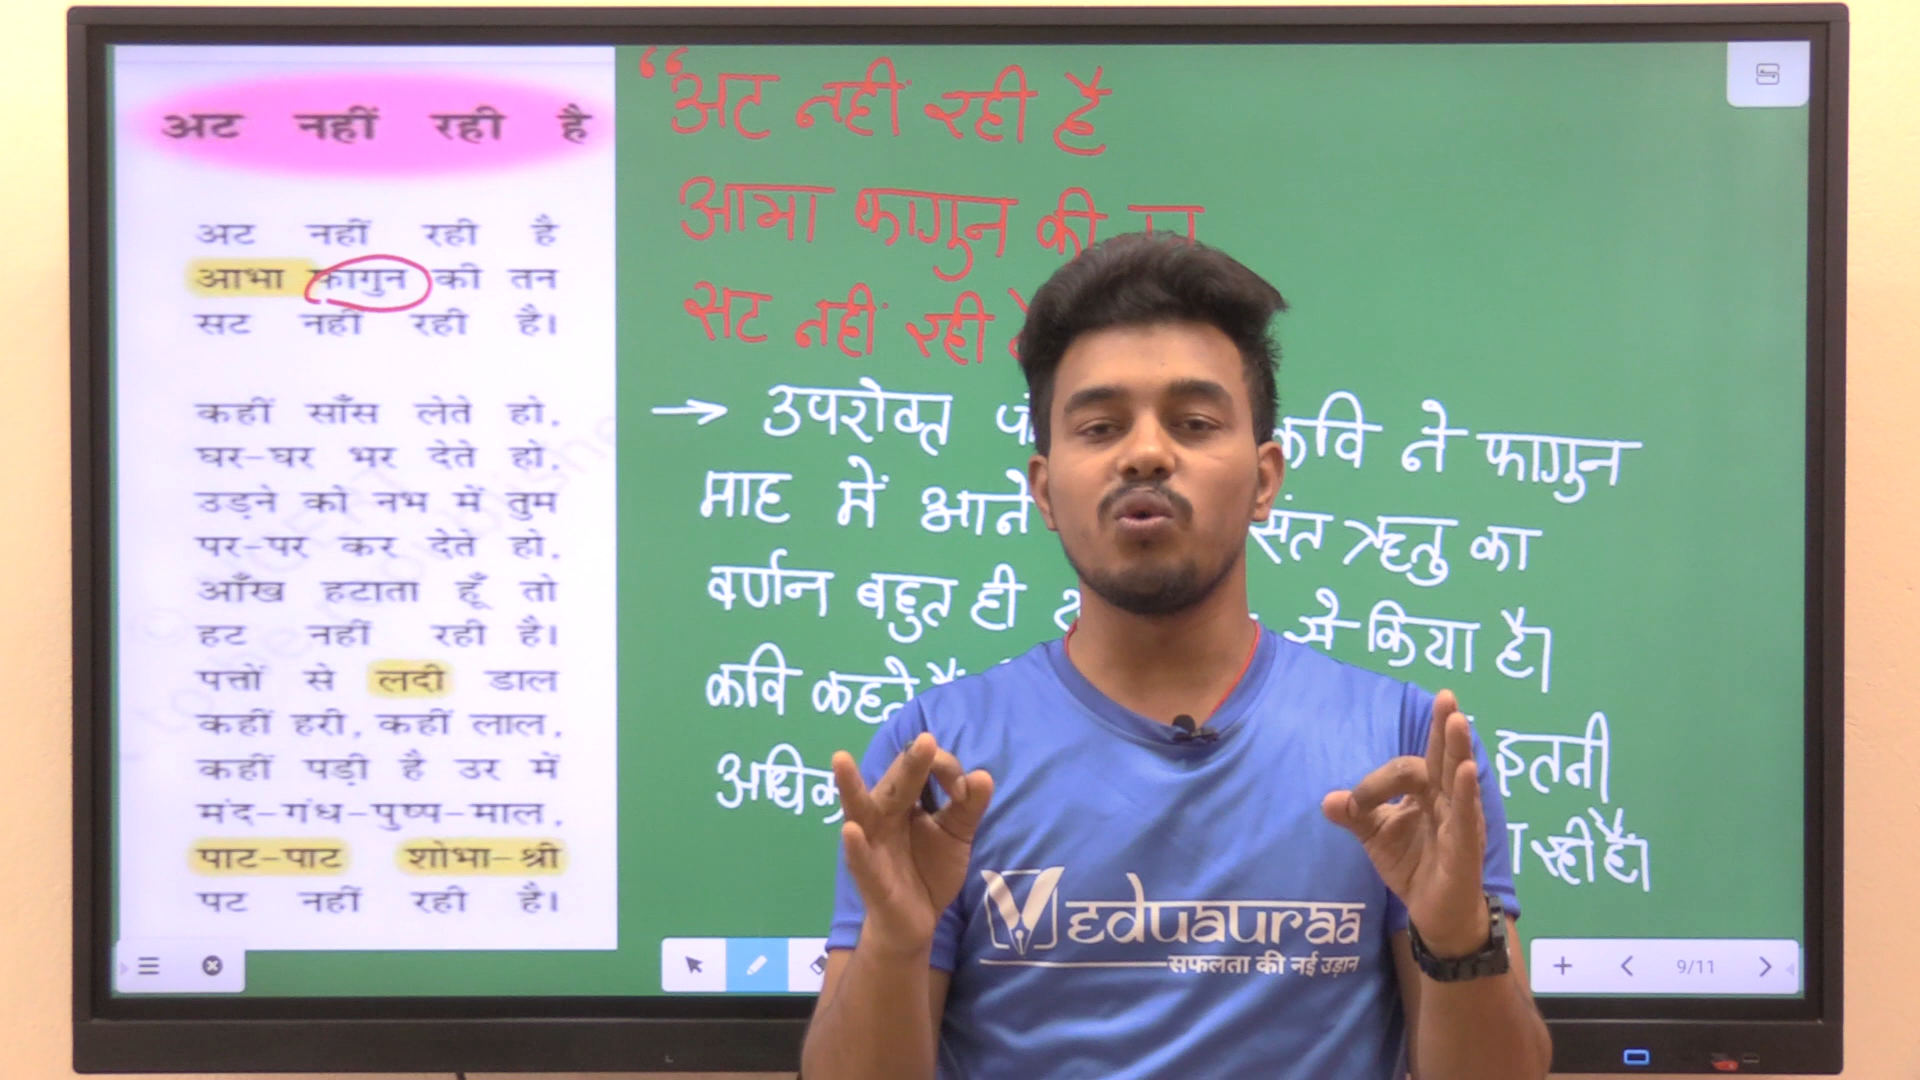 अट नहीं रही है
अट नहीं रही है
आभा फागुन की तन
सट नहीं रही है।
कहीं साँस लेते हो,
घर-घर भर देते हो,
उड़ने को नभ में तुम
पर-पर कर देते हो,
आँख हटाता हूँ तो
हट नहीं रही है।
पत्तों से लदी डाल
कहीं हरी, कहीं लाल,
कहीं पड़ी है उर में
मंद-गंध-पुष्प-माल,
पाट-पाट शोभा-श्री
पट नहीं रही है।
“अट नहीं रही है
आभा फागुन की
सट नहीं रही
→ उपरोक्त कवि ने फागुन
माह में आने ऋतु का
वर्णन बहुत ही से किया है।
कवि कहते इतनी
रही हैं।
9/11
Veduauraa
सफलता की नई उड़ान